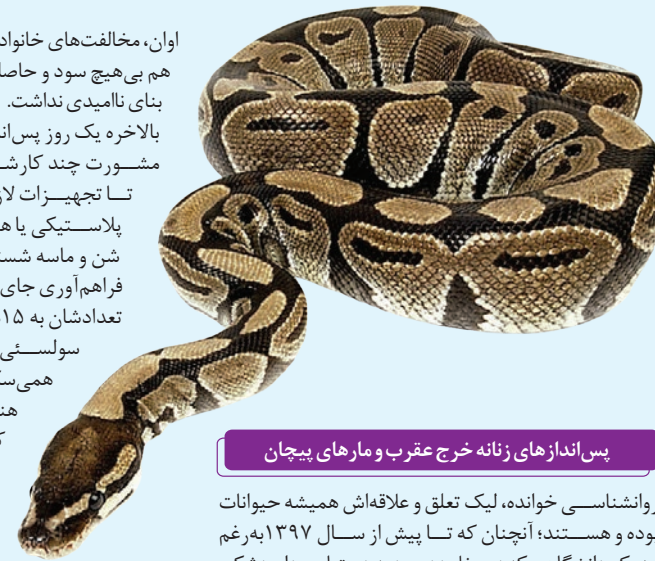 اوان، مخالفت‌های خانواد
هم بی‌هیچ سود و حاصل
بنای ناامیدی نداشت.
بالاخره یک روز پس‌اند
مشـورت چند کارشـ
تـا تجهیـزات لاز
پلاسـتیکی یا ه
شن و ماسه شست
فراهم‌آوری جای
تعدادشان به ۱۵
سولسـئی
همی‌س
هن
پس‌اندازهای زنانه خرج عقرب و مارهای پیچان
روانشناسـی خوانده، لیک تعلق و علاقه‌اش همیشه حیوانات
بوده و هسـتند؛ آنچنان که تـا پیش از سـال ۱۳۹۷به‌رغم